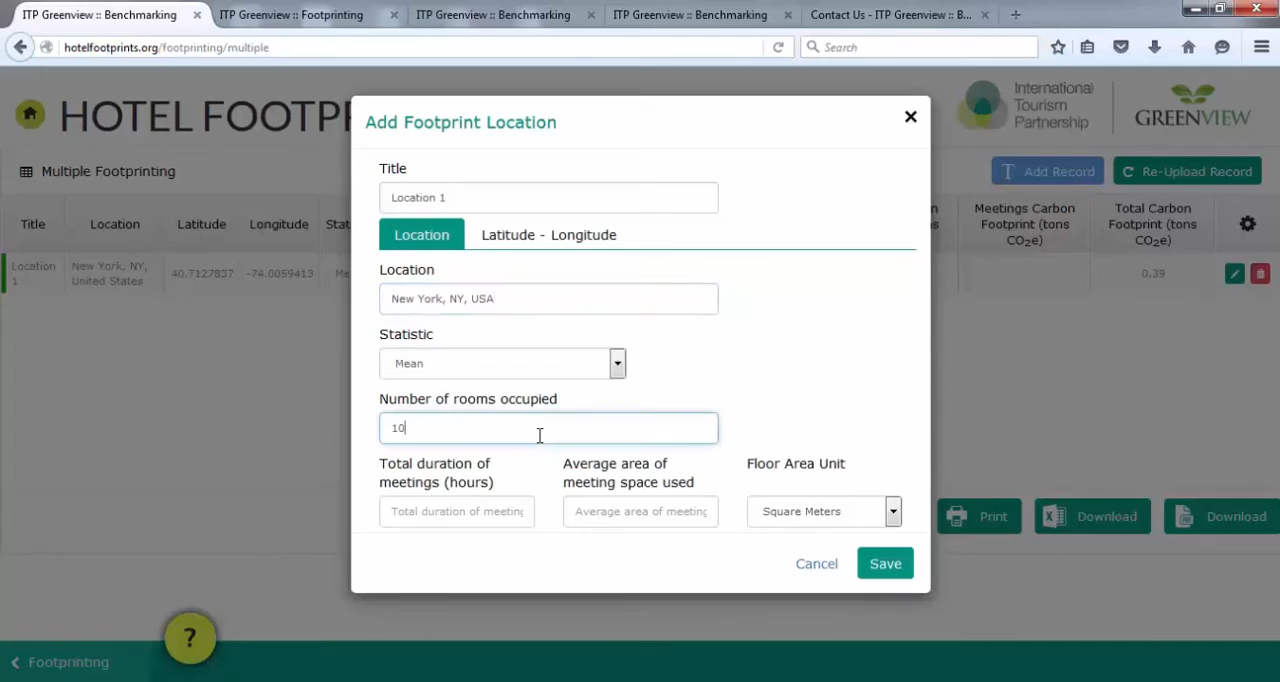 ITP Greenview :: Benchmarking
ITP Greenview :: Footprinting
ITP Greenview :: Benchmarking
ITP Greenview :: Benchmarking
Contact Us - ITP Greenview :: B...
hotelfootprints.org/footprinting/multiple
Search
HOTEL FOOTP
International
Tourism
Partnership
GREENVIEW
Multiple Footprinting
T Add Record
Re-Upload Record
Title
Location
Latitude
Longitude
Stat
Meetings Carbon
Footprint (tons
CO2e)
Total Carbon
Footprint (tons
CO2e)
Location
1
New York, NY,
United States
40.7127837
-74.0059413
Me
0.39
Add Footprint Location
Title
Location 1
Location
Latitude - Longitude
Location
New York, NY, USA
Statistic
Mean
Number of rooms occupied
10
Total duration of
meetings (hours)
Average area of
meeting space used
Floor Area Unit
Total duration of meeting
Average area of meeting
Square Meters
Cancel
Save
Print
Download
Download
?
Footprinting